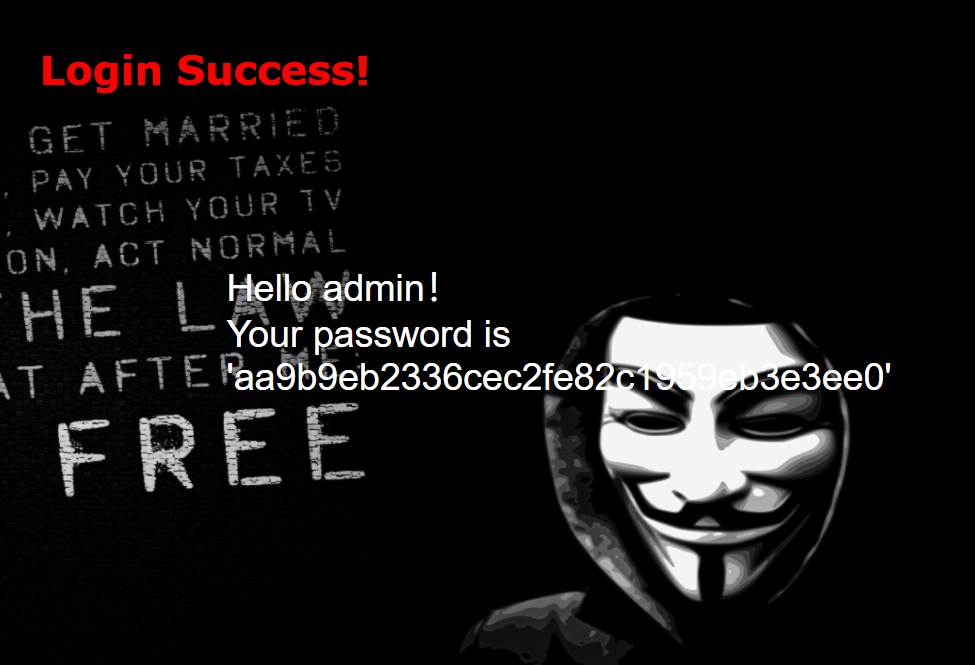 Login Success!
GET MARRIED
, PAY YOUR TAXES
, WATCH YOUR TV
ON, ACT NORMAL
HE LAW
AT AFTER ME:
FREE
Hello admin！
Your password is
'aa9b9eb2336cec2fe82c1959eb3e3ee0'